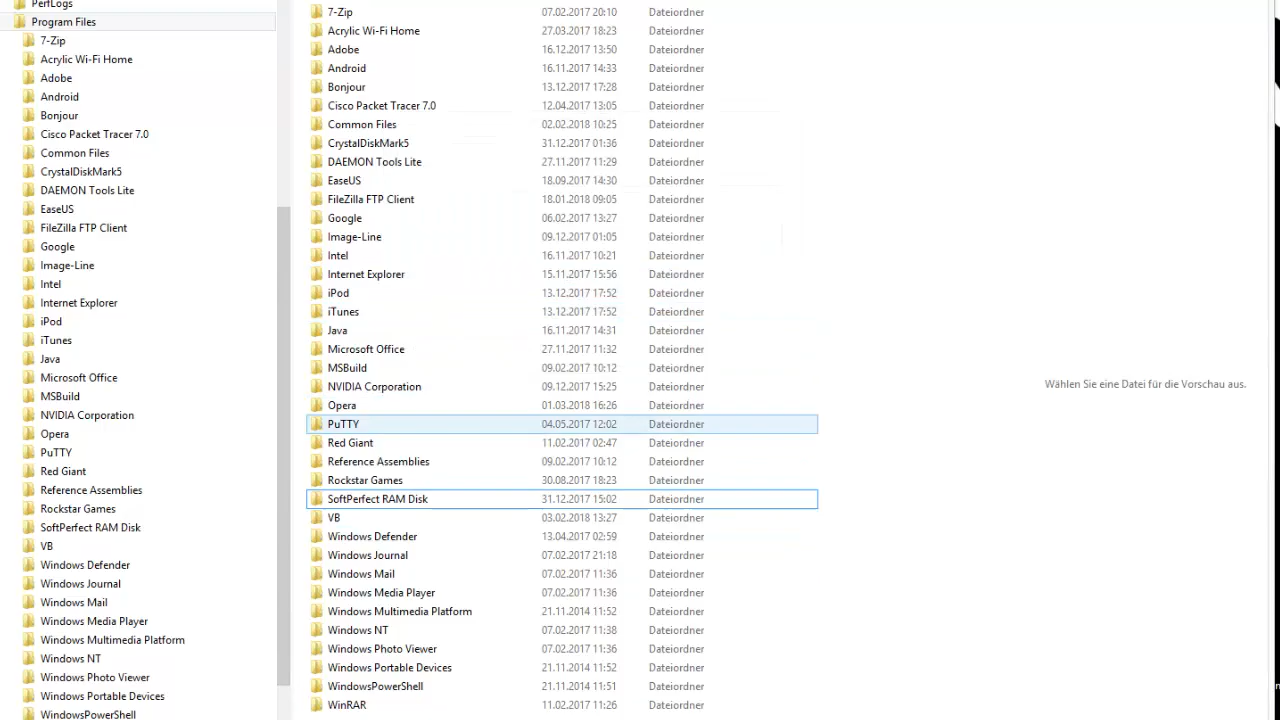 PerfLogs
Program Files
7-Zip
Acrylic Wi-Fi Home
Adobe
Android
Bonjour
Cisco Packet Tracer 7.0
Common Files
CrystalDiskMark5
DAEMON Tools Lite
EaseUS
FileZilla FTP Client
Google
Image-Line
Intel
Internet Explorer
iPod
iTunes
Java
Microsoft Office
MSBuild
NVIDIA Corporation
Opera
PuTTY
Red Giant
Reference Assemblies
Rockstar Games
SoftPerfect RAM Disk
VB
Windows Defender
Windows Journal
Windows Mail
Windows Media Player
Windows Multimedia Platform
Windows NT
Windows Photo Viewer
Windows Portable Devices
WindowsPowerShell
7-Zip 07.02.2017 20:10 Dateiordner
Acrylic Wi-Fi Home 27.03.2017 18:23 Dateiordner
Adobe 16.12.2017 13:50 Dateiordner
Android 16.11.2017 14:33 Dateiordner
Bonjour 13.12.2017 17:28 Dateiordner
Cisco Packet Tracer 7.0 12.04.2017 13:05 Dateiordner
Common Files 02.02.2018 10:25 Dateiordner
CrystalDiskMark5 31.12.2017 01:36 Dateiordner
DAEMON Tools Lite 27.11.2017 11:29 Dateiordner
EaseUS 18.09.2017 14:30 Dateiordner
FileZilla FTP Client 18.01.2018 09:05 Dateiordner
Google 06.02.2017 13:27 Dateiordner
Image-Line 09.12.2017 01:05 Dateiordner
Intel 16.11.2017 10:21 Dateiordner
Internet Explorer 15.11.2017 15:56 Dateiordner
iPod 13.12.2017 17:52 Dateiordner
iTunes 13.12.2017 17:52 Dateiordner
Java 16.11.2017 14:31 Dateiordner
Microsoft Office 27.11.2017 11:32 Dateiordner
MSBuild 09.02.2017 10:12 Dateiordner
NVIDIA Corporation 09.12.2017 15:25 Dateiordner
Opera 01.03.2018 16:26 Dateiordner
PuTTY 04.05.2017 12:02 Dateiordner
Red Giant 11.02.2017 02:47 Dateiordner
Reference Assemblies 09.02.2017 10:12 Dateiordner
Rockstar Games 30.08.2017 18:23 Dateiordner
SoftPerfect RAM Disk 31.12.2017 15:02 Dateiordner
VB 03.02.2018 13:27 Dateiordner
Windows Defender 13.04.2017 02:59 Dateiordner
Windows Journal 07.02.2017 21:18 Dateiordner
Windows Mail 07.02.2017 11:36 Dateiordner
Windows Media Player 07.02.2017 11:36 Dateiordner
Windows Multimedia Platform 21.11.2014 11:52 Dateiordner
Windows NT 07.02.2017 11:38 Dateiordner
Windows Photo Viewer 07.02.2017 11:36 Dateiordner
Windows Portable Devices 21.11.2014 11:52 Dateiordner
WindowsPowerShell 21.11.2014 11:51 Dateiordner
WinRAR 11.02.2017 11:26 Dateiordner
Wählen Sie eine Datei für die Vorschau aus.